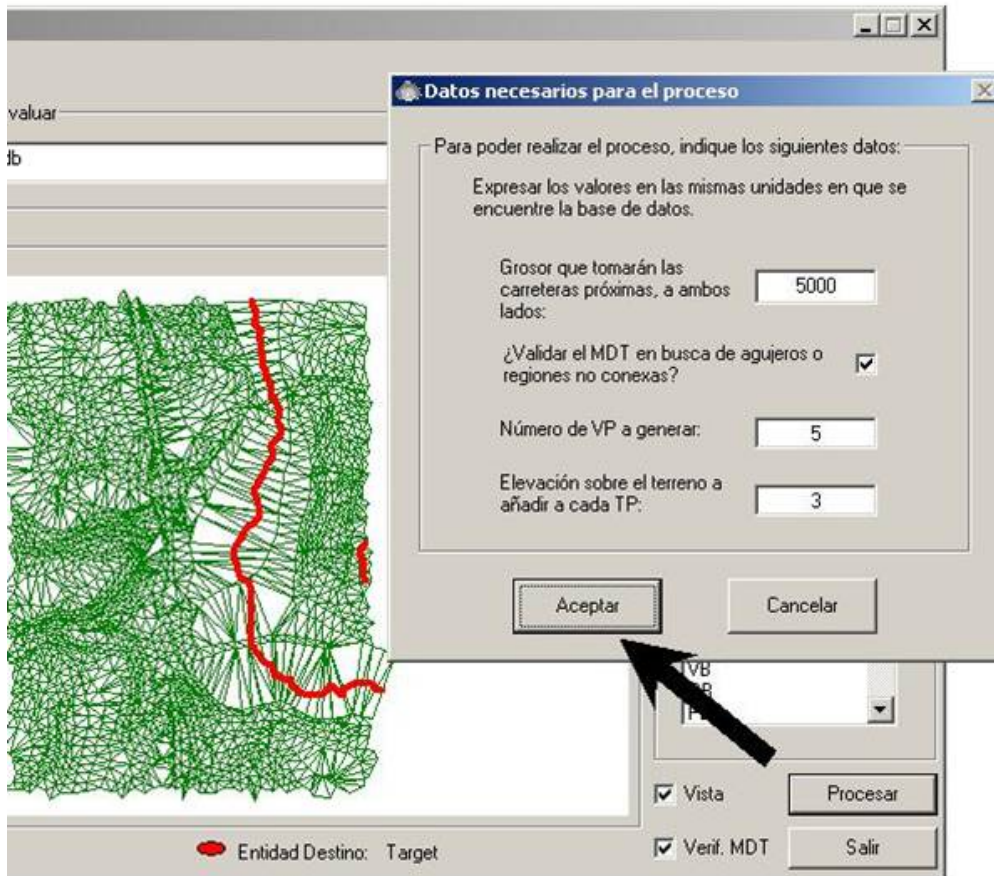 valuar
db
Datos necesarios para el proceso
Para poder realizar el proceso, indique los siguientes datos:
Expresar los valores en las mismas unidades en que se
encuentre la base de datos.
Grosor que tomarán las
carreteras próximas, a ambos
lados:
5000
¿Validar el MDT en busca de agujeros o
regiones no conexas?
Número de VP a generar:
5
Elevación sobre el terreno a
añadir a cada TP:
3
Aceptar
Cancelar
VB
Vista
Procesar
Entidad Destino: Target
Verif. MDT
Salir